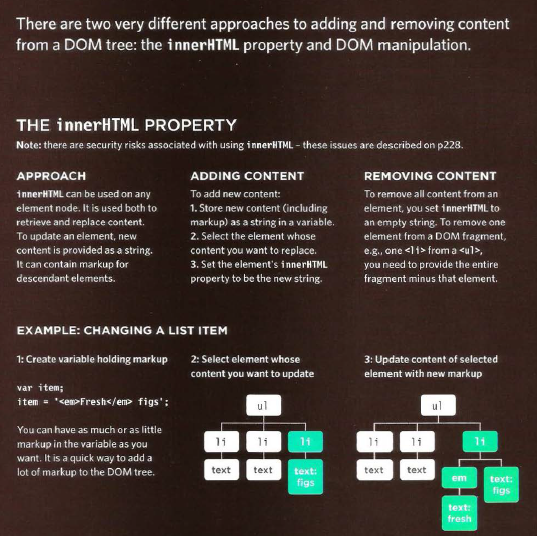 There are two very different approaches to adding and removing content
from a DOM tree: the innerHTML property and DOM manipulation.
THE innerHTML PROPERTY
Note: there are security risks associated with using innerHTML – these issues are described on p228.
APPROACH
innerHTML can be used on any
element node. It is used both to
retrieve and replace content.
To update an element, new
content is provided as a string.
It can contain markup for
descendant elements.
ADDING CONTENT
To add new content:
1. Store new content (including
markup) as a string in a variable.
2. Select the element whose
content you want to replace.
3. Set the element's innerHTML
property to be the new string.
REMOVING CONTENT
To remove all content from an
element, you set innerHTML to
an empty string. To remove one
element from a DOM fragment,
e.g., one <li> from a <ul>,
you need to provide the entire
fragment minus that element.
EXAMPLE: CHANGING A LIST ITEM
1: Create variable holding markup
var item;
item = '<em>Fresh</em> figs';
You can have as much or as little
markup in the variable as you
want. It is a quick way to add a
lot of markup to the DOM tree.
2: Select element whose
content you want to update
ul
li li li
text text text:
figs
3: Update content of selected
element with new markup
ul
li li li
text text em text:
figs
text:
fresh